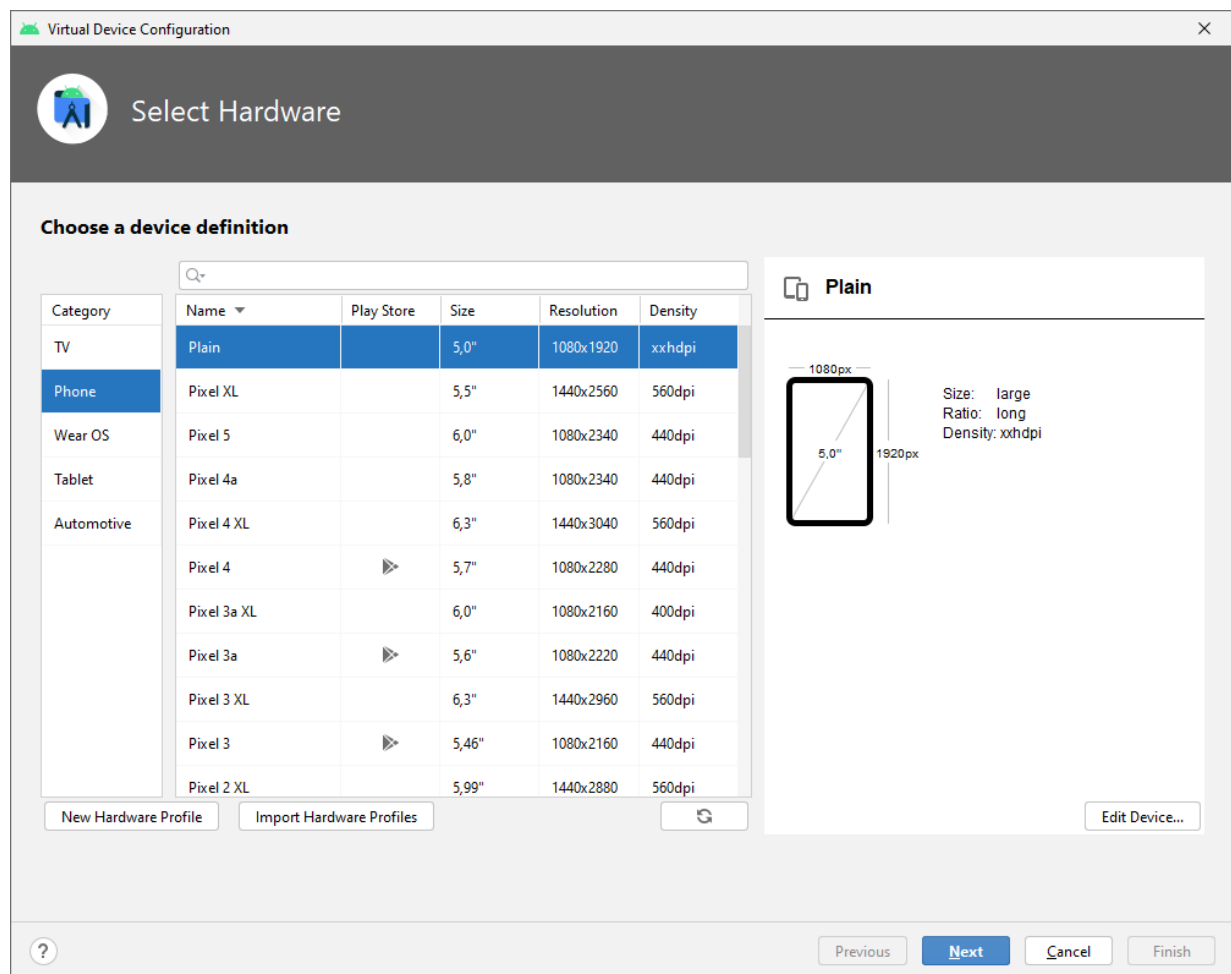 Virtual Device Configuration
Select Hardware
Choose a device definition
Category
TV
Phone
Wear OS
Tablet
Automotive
Name Play Store Size Resolution Density
Plain 5,0" 1080x1920 xxhdpi
Pixel XL 5,5" 1440x2560 560dpi
Pixel 5 6,0" 1080x2340 440dpi
Pixel 4a 5,8" 1080x2340 440dpi
Pixel 4 XL 6,3" 1440x3040 560dpi
Pixel 4 5,7" 1080x2280 440dpi
Pixel 3a XL 6,0" 1080x2160 400dpi
Pixel 3a 5,6" 1080x2220 440dpi
Pixel 3 XL 6,3" 1440x2960 560dpi
Pixel 3 5,46" 1080x2160 440dpi
Pixel 2 XL 5,99" 1440x2880 560dpi
New Hardware Profile Import Hardware Profiles
Plain
1080px
5,0" 1920px
Size: large
Ratio: long
Density: xxhdpi
Edit Device...
? Previous Next Cancel Finish